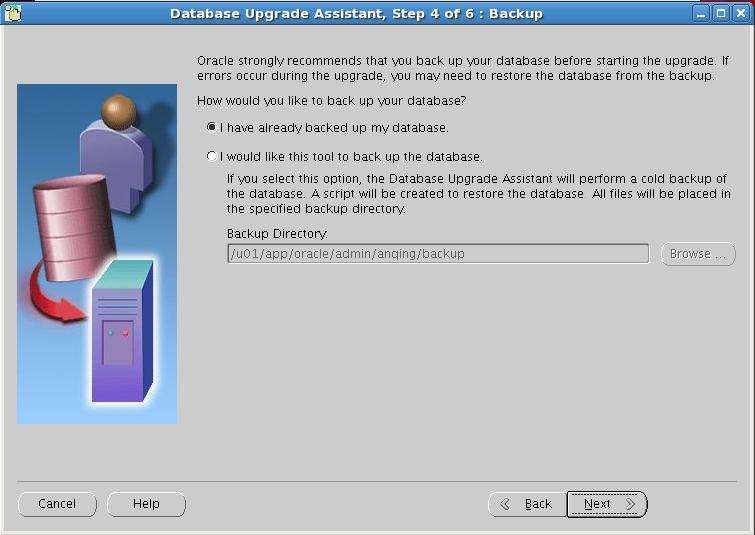 Database Upgrade Assistant, Step 4 of 6 : Backup
Oracle strongly recommends that you back up your database before starting the upgrade. If
errors occur during the upgrade, you may need to restore the database from the backup.
How would you like to back up your database?
I have already backed up my database.
I would like this tool to back up the database.
If you select this option, the Database Upgrade Assistant will perform a cold backup of
the database. A script will be created to restore the database. All files will be placed in
the specified backup directory.
Backup Directory:
/u01/app/oracle/admin/anqing/backup
Browse ...
Cancel
Help
Back
Next